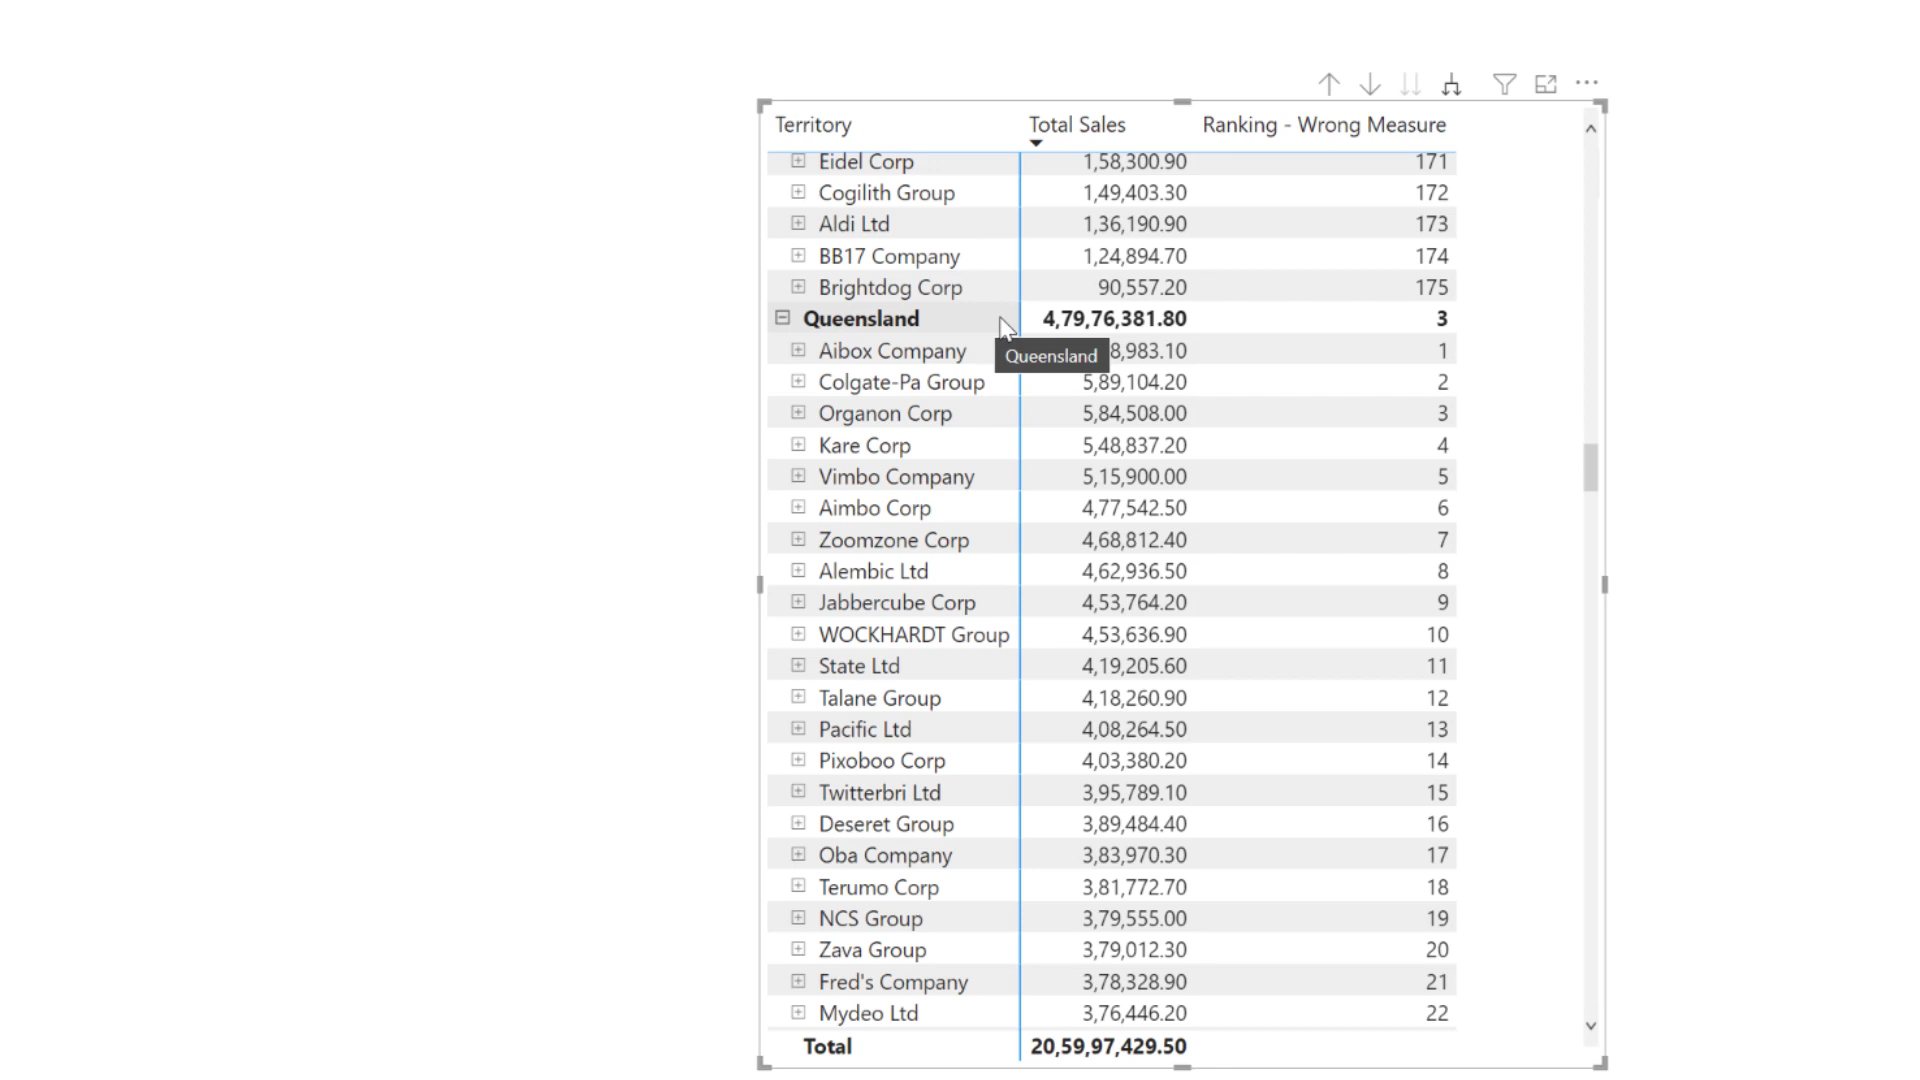 Territory Total Sales Ranking - Wrong Measure
Eidel Corp 1,58,300.90 171
Cogilith Group 1,49,403.30 172
Aldi Ltd 1,36,190.90 173
BB17 Company 1,24,894.70 174
Brightdog Corp 90,557.20 175
Queensland 4,79,76,381.80 3
Aibox Company 8,983.10 1
Queensland
Colgate-Pa Group 5,89,104.20 2
Organon Corp 5,84,508.00 3
Kare Corp 5,48,837.20 4
Vimbo Company 5,15,900.00 5
Aimbo Corp 4,77,542.50 6
Zoomzone Corp 4,68,812.40 7
Alembic Ltd 4,62,936.50 8
Jabbercube Corp 4,53,764.20 9
WOCKHARDT Group 4,53,636.90 10
State Ltd 4,19,205.60 11
Talane Group 4,18,260.90 12
Pacific Ltd 4,08,264.50 13
Pixoboo Corp 4,03,380.20 14
Twitterbri Ltd 3,95,789.10 15
Deseret Group 3,89,484.40 16
Oba Company 3,83,970.30 17
Terumo Corp 3,81,772.70 18
NCS Group 3,79,555.00 19
Zava Group 3,79,012.30 20
Fred's Company 3,78,328.90 21
Mydeo Ltd 3,76,446.20 22
Total 20,59,97,429.50